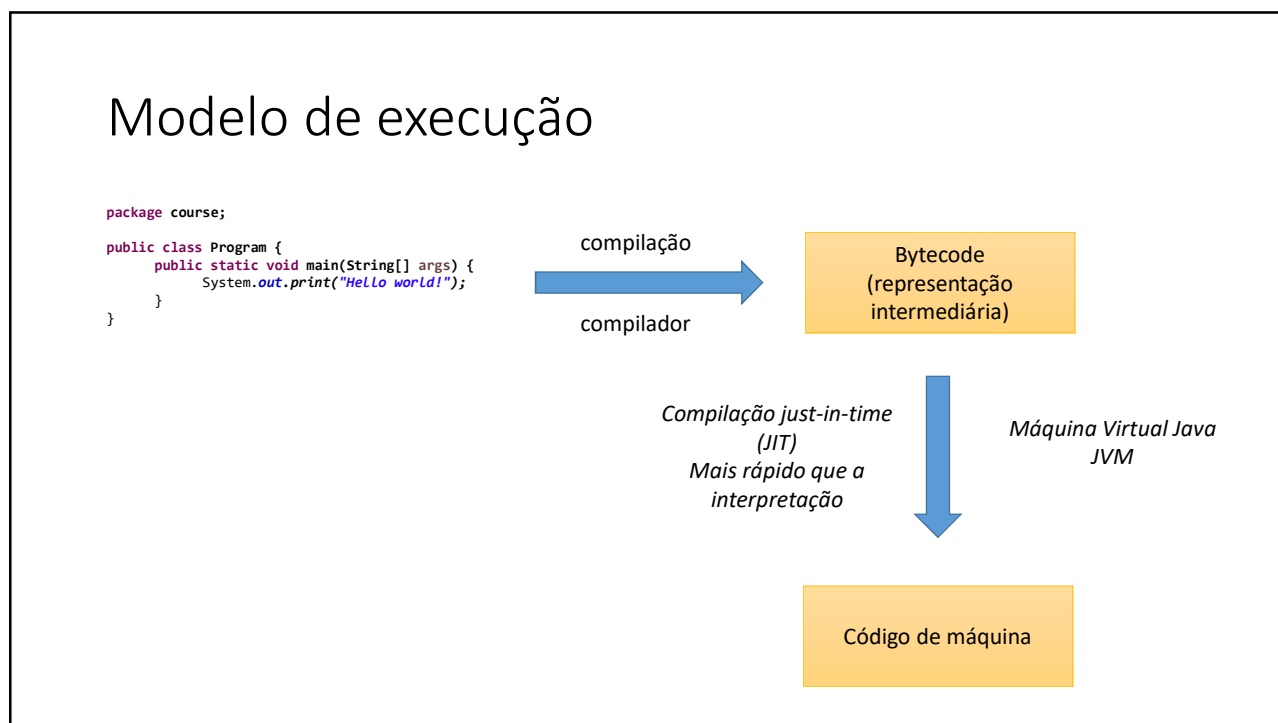 Modelo de execução
package course;
public class Program {
public static void main(String[] args) {
System.out.print("Hello world!");
}
}
compilação
compilador
Bytecode
(representação
intermediária)
Compilação just-in-time
(JIT)
Mais rápido que a
interpretação
Máquina Virtual Java
JVM
Código de máquina